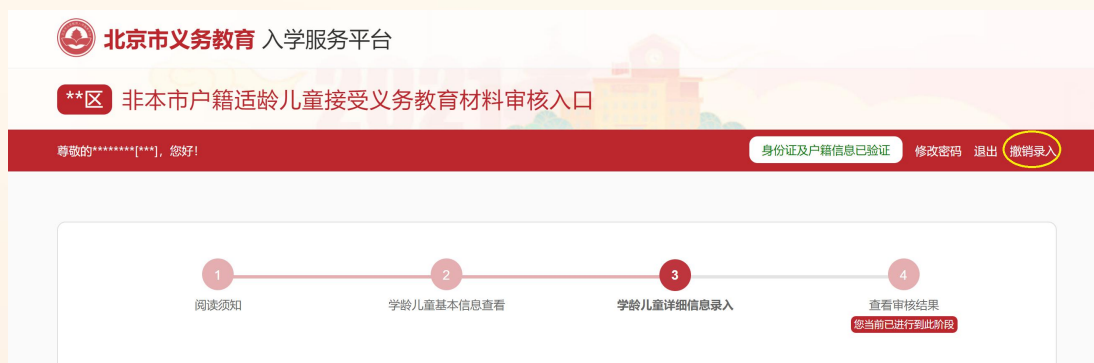 北京市义务教育 入学服务平台
**区 非本市户籍适龄儿童接受义务教育材料审核入口
尊敬的********[***]，您好！ 身份证及户籍信息已验证 修改密码 退出 撤销录入
1 2 3 4
阅读须知 学龄儿童基本信息查看 学龄儿童详细信息录入 查看审核结果
您当前已进行到此阶段